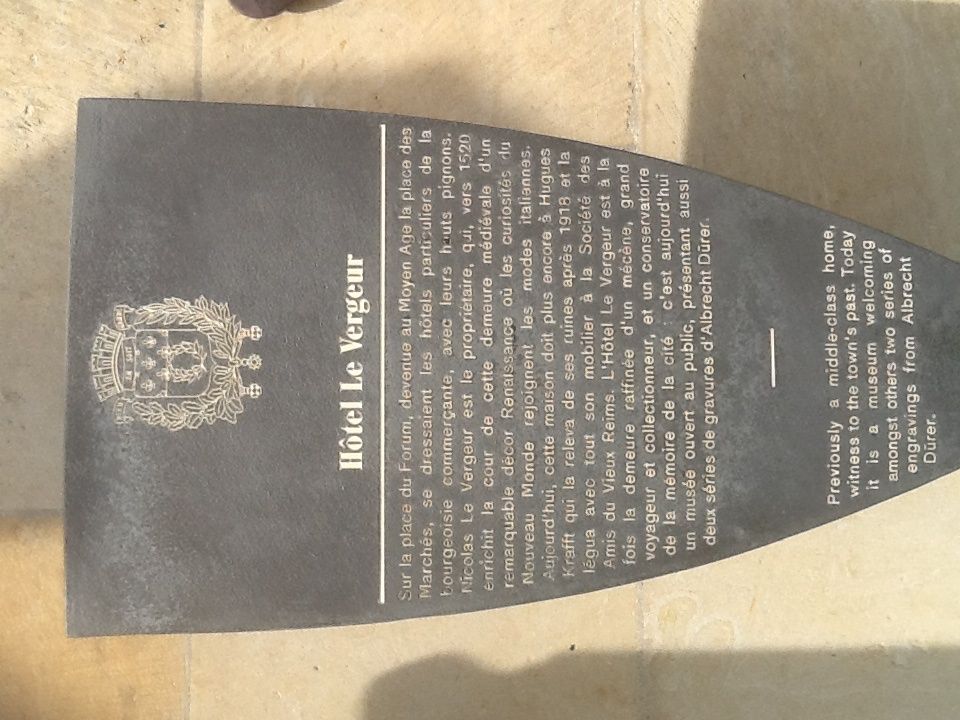 Hôtel Le Vergeur
Sur la place du Forum, devenue au Moyen Age la place des
Marchés, se dressaient les hôtels particuliers de la
bourgeoisie commerçante, avec leurs hauts pignons.
Nicolas Le Vergeur est le propriétaire, qui, vers 1520
enrichit la cour de cette demeure médiévale d'un
remarquable décor Renaissance où les curiosités du
Nouveau Monde rejoignent les modes italiennes.
Aujourd'hui, cette maison doit plus encore à Hugues
Krafft qui la releva de ses ruines après 1918 et la
légua avec tout son mobilier à la Société des
Amis du Vieux Reims. L'Hôtel Le Vergeur est à la
fois la demeure raffinée d'un mécène, grand
voyageur et collectionneur, et un conservatoire
de la mémoire de la cité : c'est aujourd'hui
un musée ouvert au public, présentant aussi
deux séries de gravures d'Albrecht Dürer.
Previously a middle-class home,
witness to the town's past. Today
it is a museum welcoming
amongst others two series of
engravings from Albrecht
Dürer.